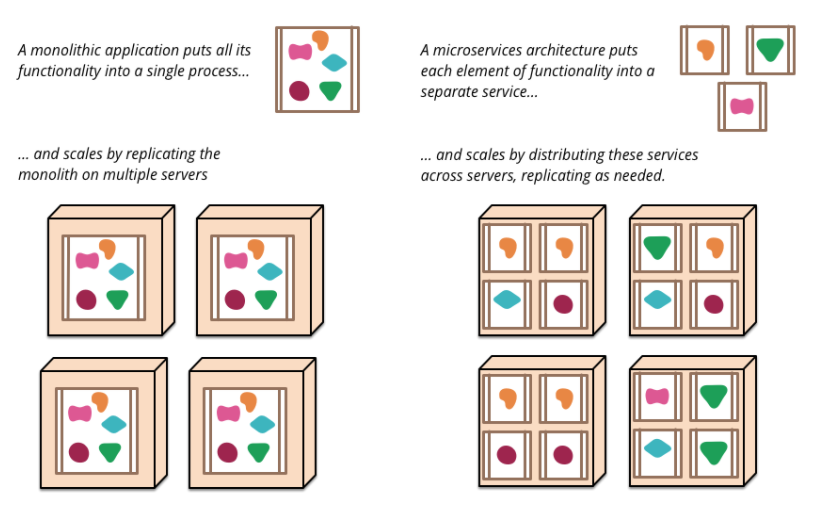 A monolithic application puts all its
functionality into a single process...
A microservices architecture puts
each element of functionality into a
separate service...
... and scales by replicating the
monolith on multiple servers
... and scales by distributing these services
across servers, replicating as needed.